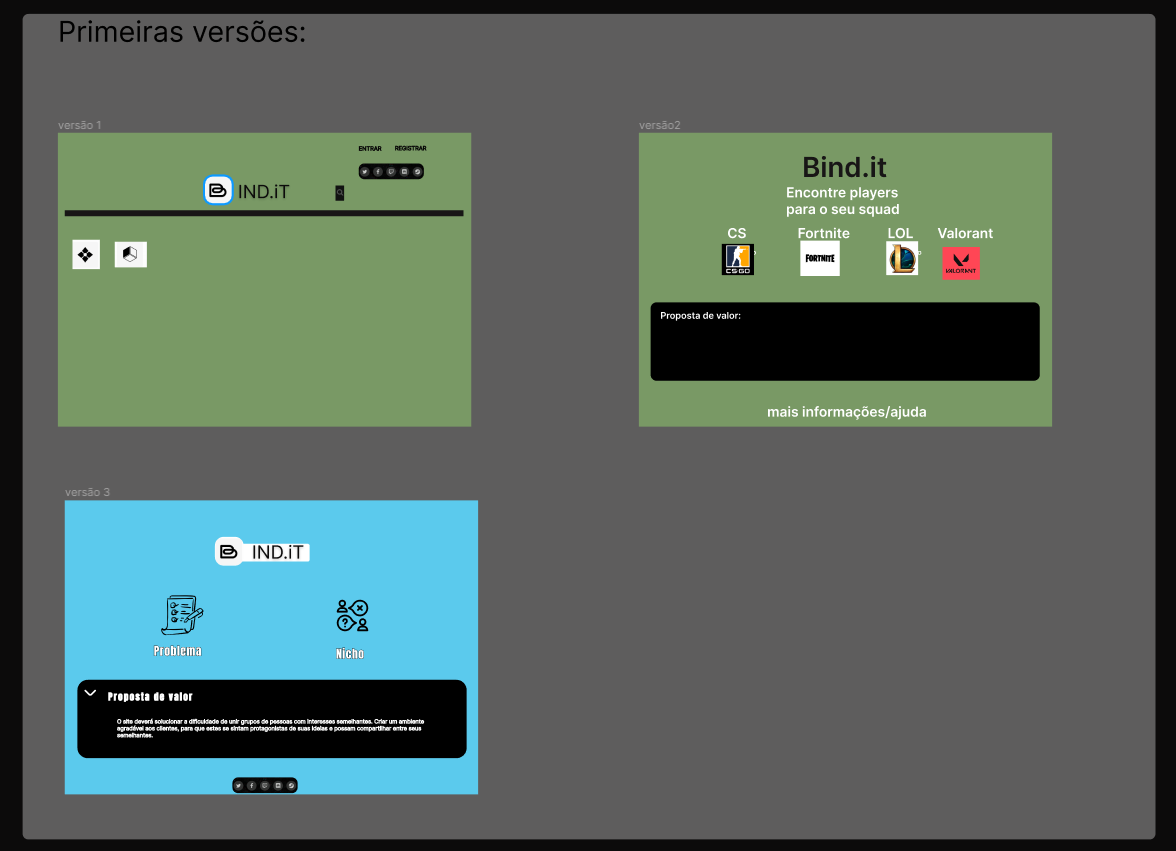 Primeiras versões:
versão 1
ENTRAR REGISTRAR
IND.iT
versão2
Bind.it
Encontre players
para o seu squad
CS Fortnite LOL Valorant
CS:GO FORTNITE L VALORANT
Proposta de valor:
mais informações/ajuda
versão 3
IND.iT
Problema Nicho
Proposta de valor
O site deverá solucionar a dificuldade de unir grupos de pessoas com interesses semelhantes. Criar um ambiente
agradável aos clientes, para que estes se sintam protagonistas de suas ideias e possam compartilhar entre seus
semelhantes.